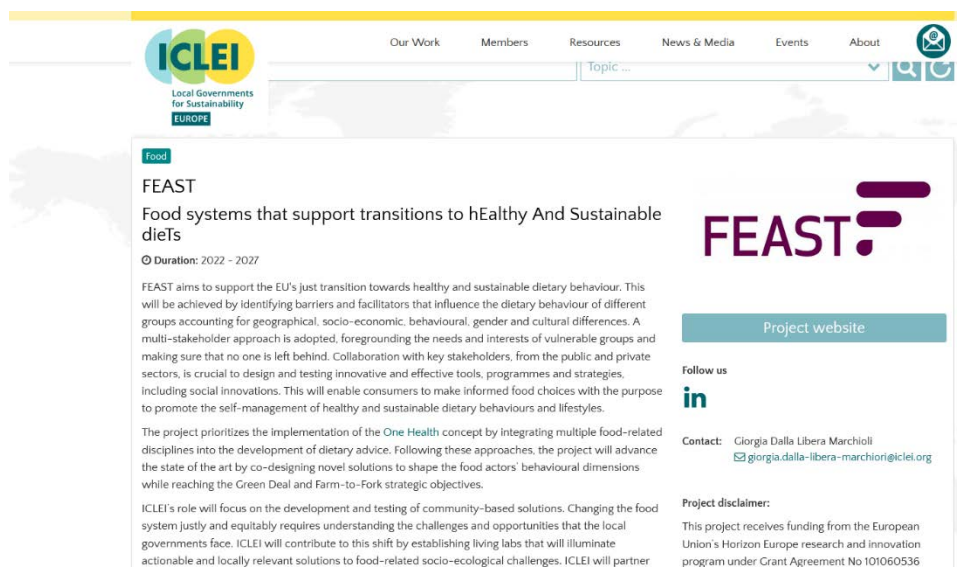 Our Work Members Resources News & Media Events About
ICLEI
Local Governments
for Sustainability
EUROPE
Topic ...
Food
FEAST
Food systems that support transitions to hEalthy And Sustainable
dieTs
Duration: 2022 - 2027
FEAST aims to support the EU's just transition towards healthy and sustainable dietary behaviour. This
will be achieved by identifying barriers and facilitators that influence the dietary behaviour of different
groups accounting for geographical, socio-economic, behavioural, gender and cultural differences. A
multi-stakeholder approach is adopted, foregrounding the needs and interests of vulnerable groups and
making sure that no one is left behind. Collaboration with key stakeholders, from the public and private
sectors, is crucial to design and testing innovative and effective tools, programmes and strategies,
including social innovations. This will enable consumers to make informed food choices with the purpose
to promote the self-management of healthy and sustainable dietary behaviours and lifestyles.
The project prioritizes the implementation of the One Health concept by integrating multiple food-related
disciplines into the development of dietary advice. Following these approaches, the project will advance
the state of the art by co-designing novel solutions to shape the food actors' behavioural dimensions
while reaching the Green Deal and Farm-to-Fork strategic objectives.
ICLEI's role will focus on the development and testing of community-based solutions. Changing the food
system justly and equitably requires understanding the challenges and opportunities that the local
governments face. ICLEI will contribute to this shift by establishing living labs that will illuminate
actionable and locally relevant solutions to food-related socio-ecological challenges. ICLEI will partner
FEAST
Project website
Follow us
in
Contact: Giorgia Dalla Libera Marchioli
giorgia.dalla-libera-marchiori@iclei.org
Project disclaimer:
This project receives funding from the European
Union's Horizon Europe research and innovation
program under Grant Agreement No 101060536